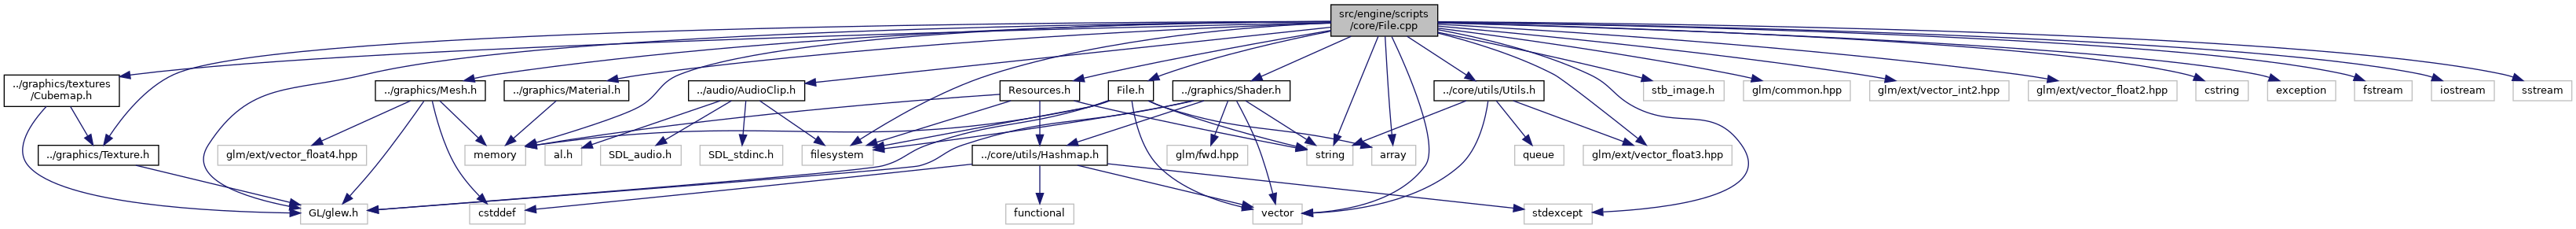 src/engine/scripts
/core/File.cpp
../graphics/textures
/Cubemap.h
../graphics/Mesh.h
../graphics/Material.h
../audio/AudioClip.h
Resources.h
File.h
../graphics/Shader.h
../core/utils/Utils.h
stb_image.h
glm/common.hpp
glm/ext/vector_int2.hpp
glm/ext/vector_float2.hpp
cstring
exception
fstream
iostream
sstream
../graphics/Texture.h
glm/ext/vector_float4.hpp
memory
al.h
SDL_audio.h
SDL_stdinc.h
filesystem
../core/utils/Hashmap.h
glm/fwd.hpp
string
array
queue
glm/ext/vector_float3.hpp
GL/glew.h
cstddef
functional
vector
stdexcept